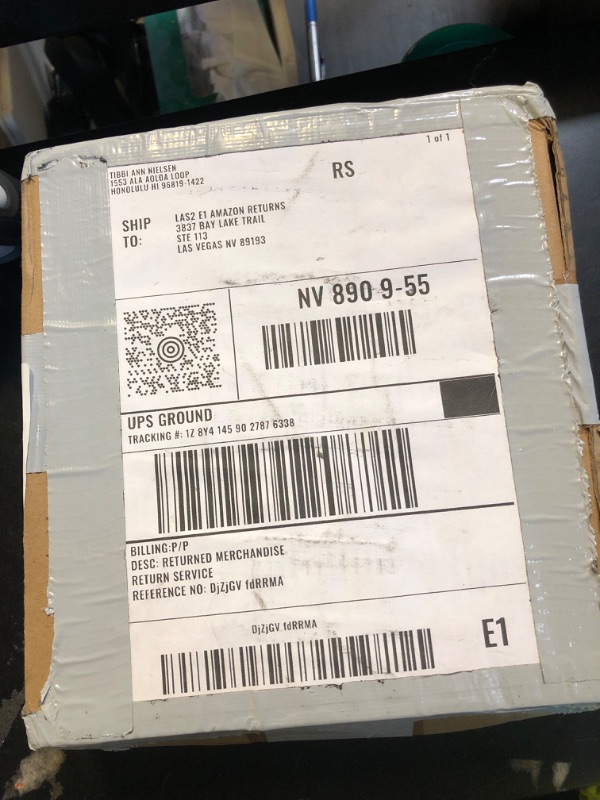 1 of 1
TIBBI ANN NIELSEN
1553 ALA AOLOA LOOP
HONOLULU HI 96819-1422
RS
SHIP
TO:
LAS2 E1 AMAZON RETURNS
3837 BAY LAKE TRAIL
STE 113
LAS VEGAS NV 89193
NV 890 9-55
UPS GROUND
TRACKING #: 1Z 8Y4 145 90 2787 6338
BILLING:P/P
DESC: RETURNED MERCHANDISE
RETURN SERVICE
REFERENCE NO: DjZjGV fdRRMA
DjZjGV fdRRMA
E1